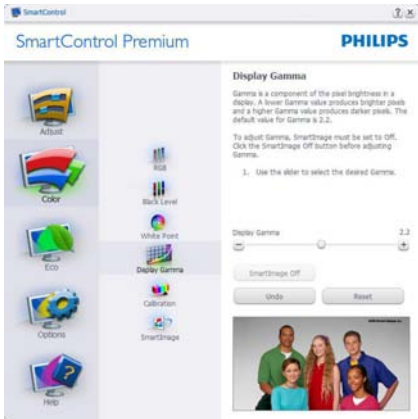 SmartControl
SmartControl Premium
PHILIPS
Adjust
Color
Eco
Options
Help
RGB
Black Level
White Point
Display Gamma
Calibration
SmartImage
Display Gamma
Gamma is a component of the pixel brightness in a
display. A lower Gamma value produces brighter pixels
and a higher Gamma value produces darker pixels. The
default value for Gamma is 2.2.
To adjust Gamma, SmartImage must be set to Off.
Click the SmartImage Off button before adjusting
Gamma.
1. Use the slider to select the desired Gamma.
Display Gamma 2.2
SmartImage Off
Undo Reset